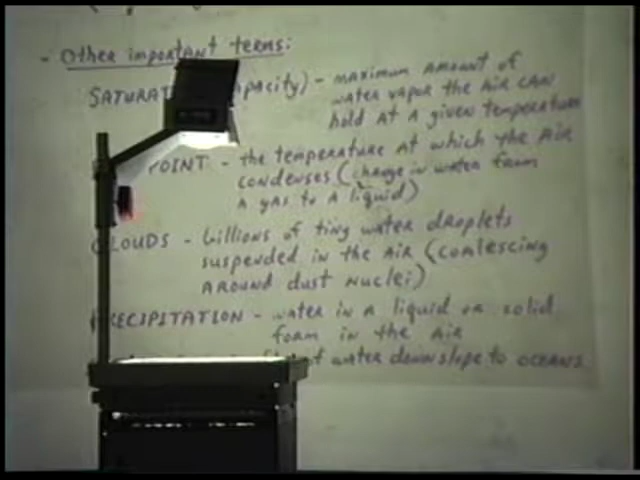 - Other important terms:
SATURAT pacity) - maximum amount of
water vapor the air can
hold at a given temperature
POINT - the temperature at which the air
condenses (change in water from
a gas to a liquid)
CLOUDS - billions of tiny water droplets
suspended in the air (coalescing
around dust nuclei)
PRECIPITATION - water in a liquid or solid
form in the air
water downslope to oceans